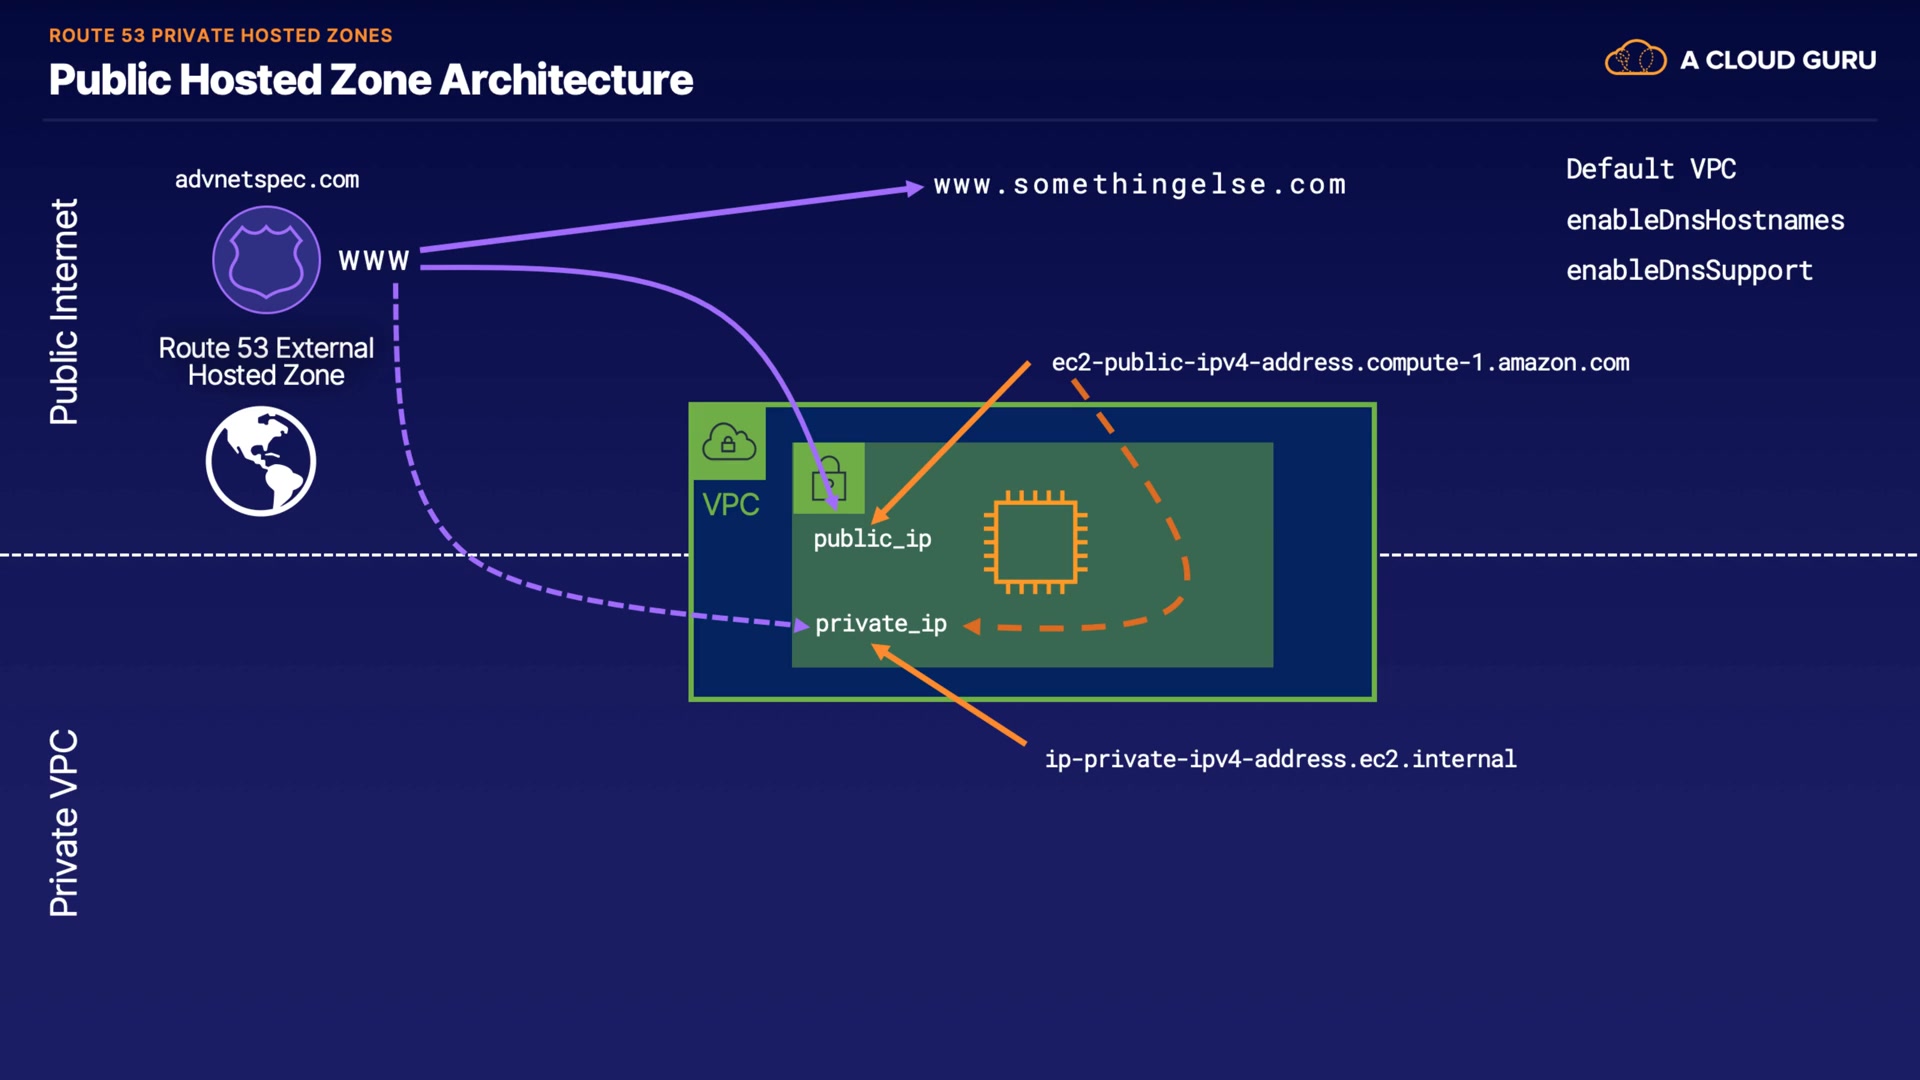 ROUTE 53 PRIVATE HOSTED ZONES
Public Hosted Zone Architecture
A CLOUD GURU
Public Internet
advnetspec.com
www
Route 53 External
Hosted Zone
www.somethingelse.com
Default VPC
enableDnsHostnames
enableDnsSupport
ec2-public-ipv4-address.compute-1.amazon.com
VPC
public_ip
private_ip
ip-private-ipv4-address.ec2.internal
Private VPC